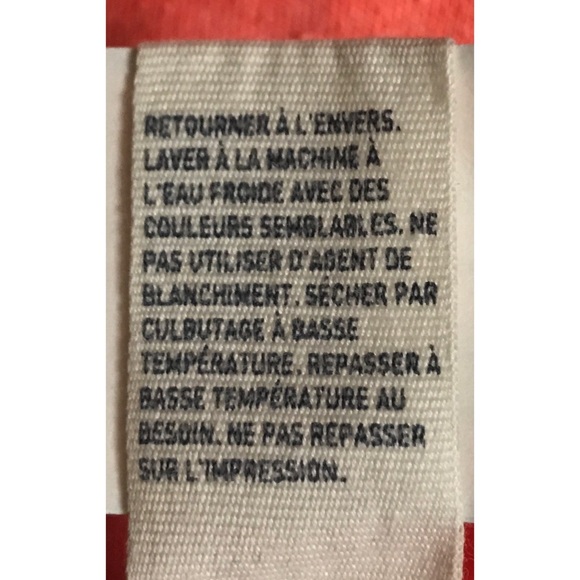 RETOURNER À L'ENVERS.
LAVER À LA MACHINE À
L'EAU FROIDE AVEC DES
COULEURS SEMBLABLES. NE
PAS UTILISER D'AGENT DE
BLANCHIMENT. SÉCHER PAR
CULBUTAGE À BASSE
TEMPÉRATURE. REPASSER À
BASSE TEMPÉRATURE AU
BESOIN. NE PAS REPASSER
SUR L'IMPRESSION.